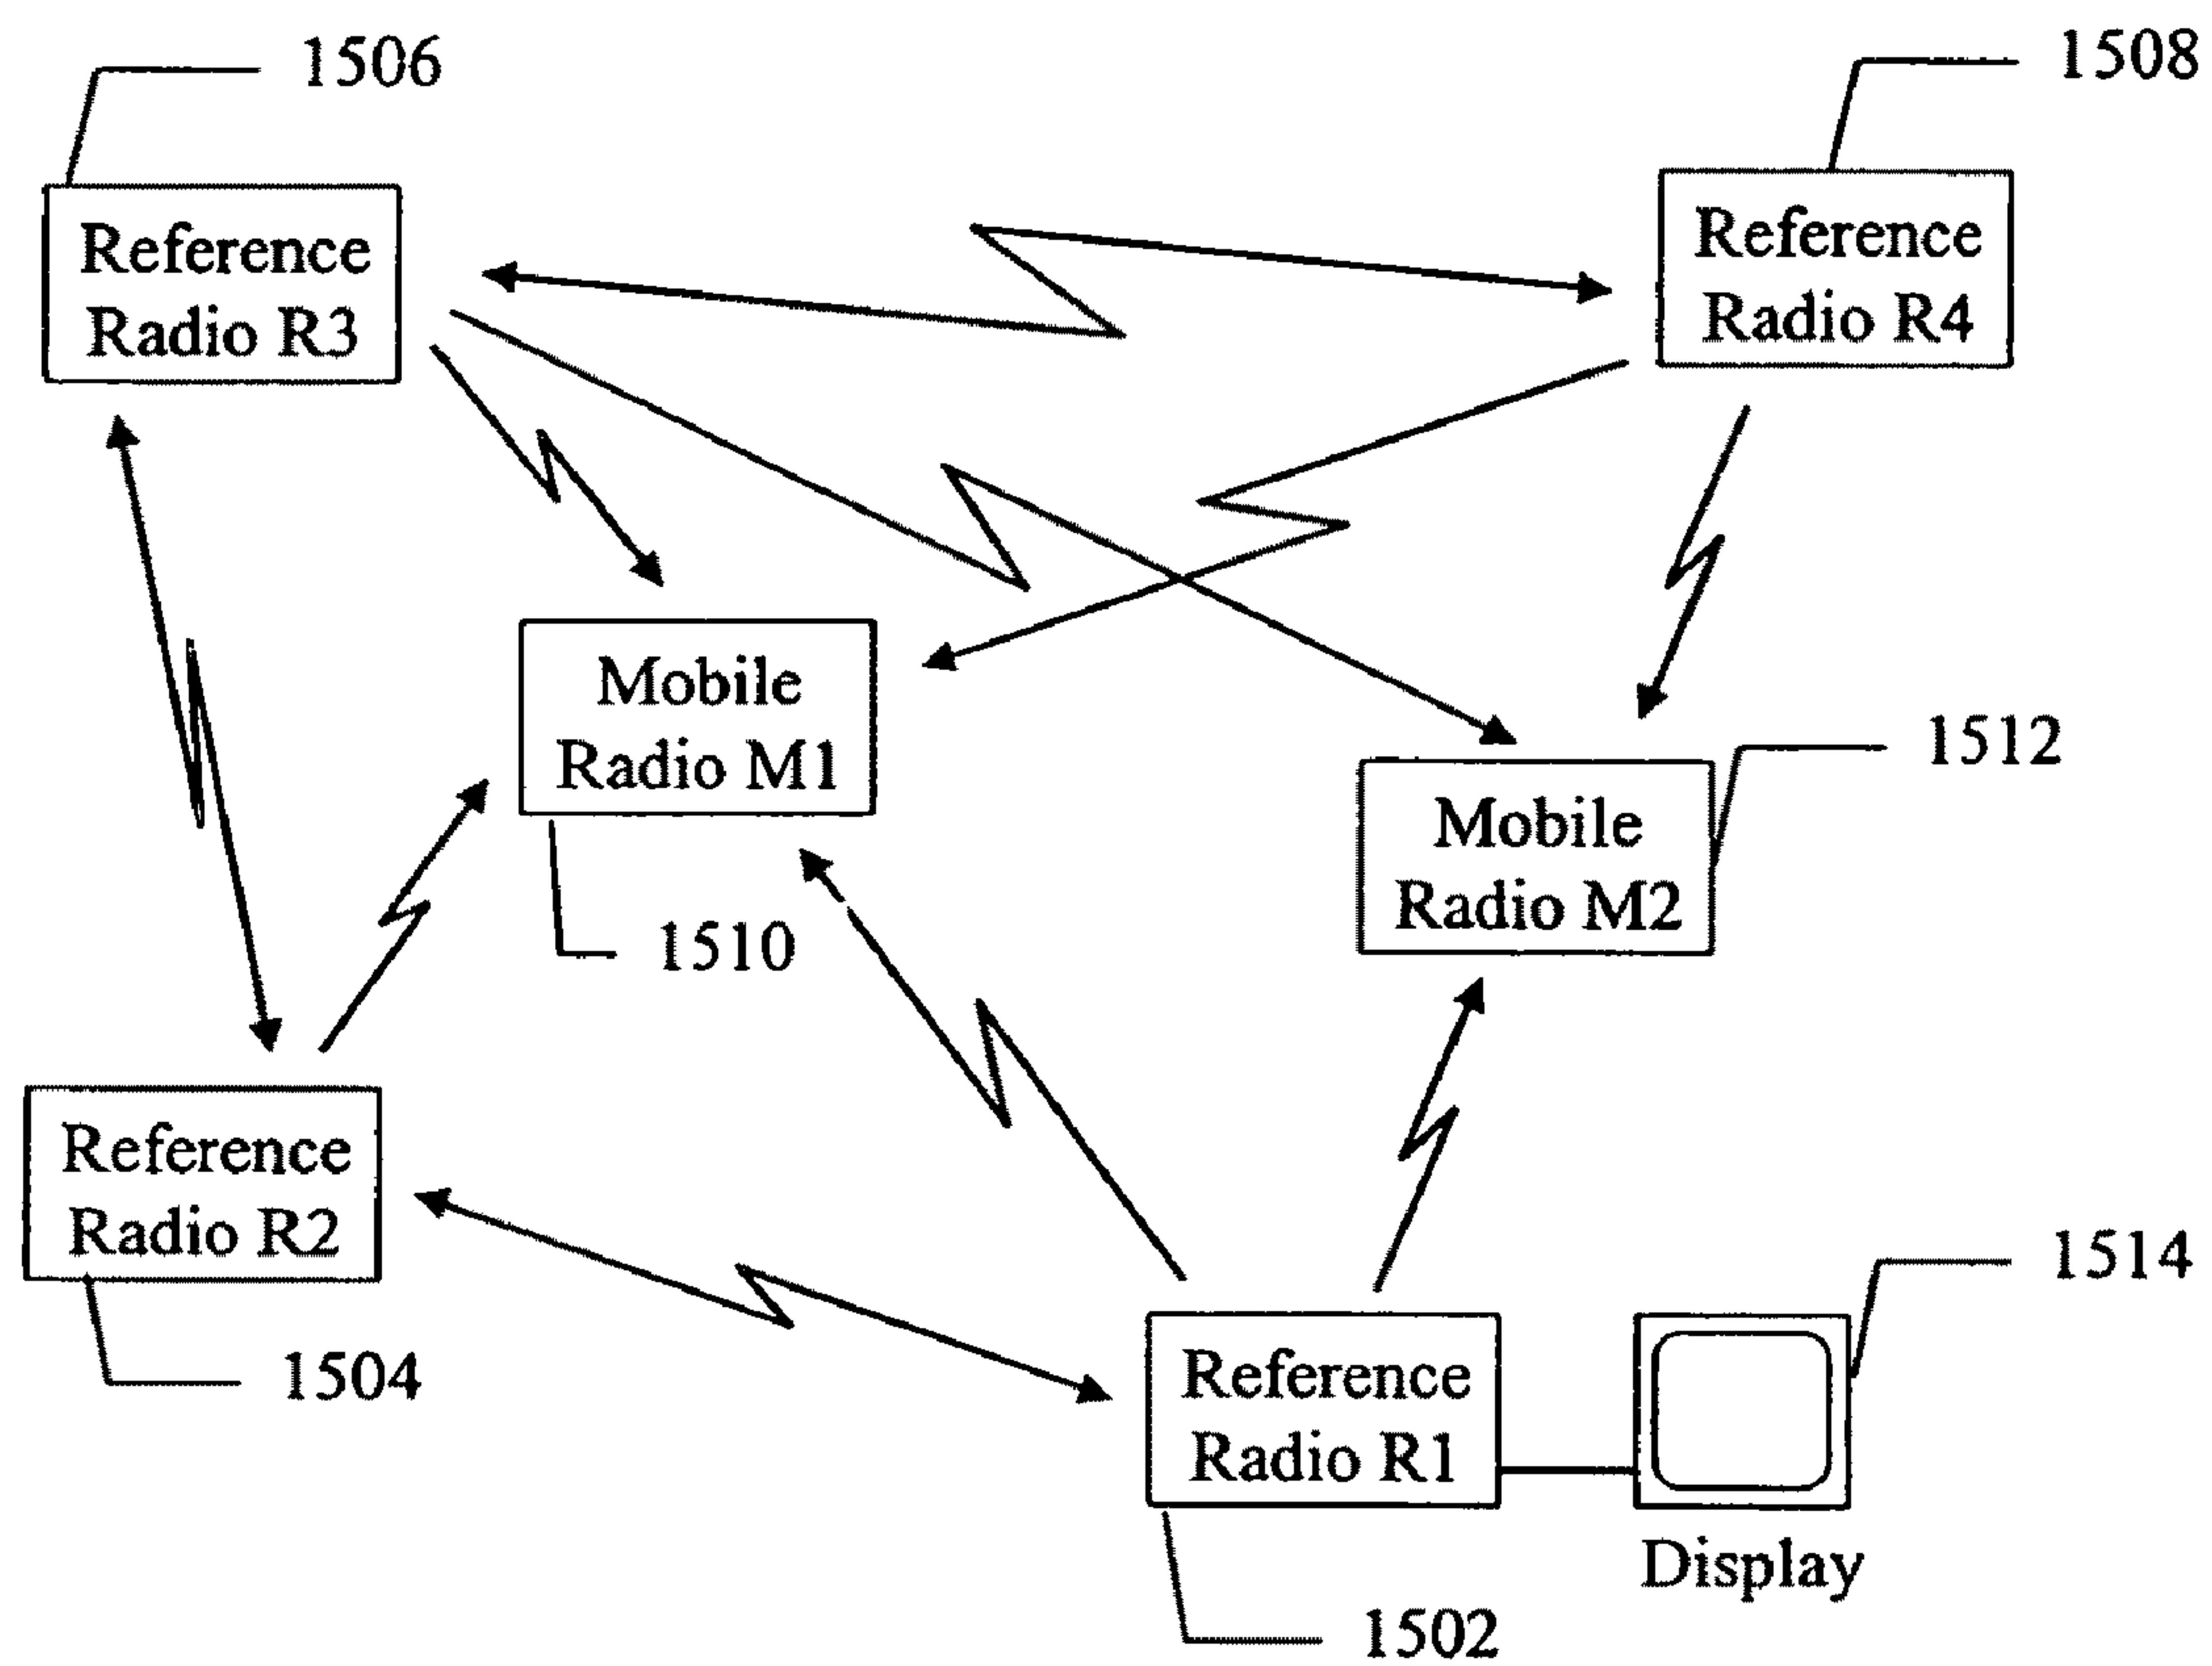 1506
1508
Reference
Radio R3
Reference
Radio R4
Mobile
Radio M1
1512
Mobile
Radio M2
1510
Reference
Radio R2
1514
1504
Reference
Radio R1
Display
1502